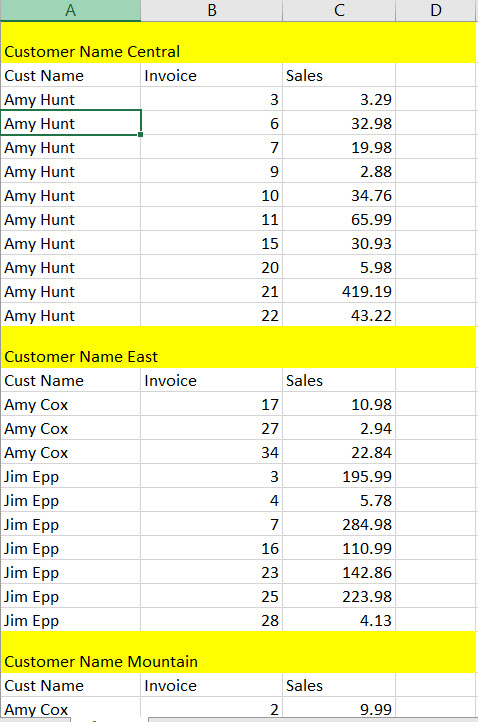 A B C D
Customer Name Central
Cust Name Invoice Sales
Amy Hunt 3 3.29
Amy Hunt 6 32.98
Amy Hunt 7 19.98
Amy Hunt 9 2.88
Amy Hunt 10 34.76
Amy Hunt 11 65.99
Amy Hunt 15 30.93
Amy Hunt 20 5.98
Amy Hunt 21 419.19
Amy Hunt 22 43.22
Customer Name East
Cust Name Invoice Sales
Amy Cox 17 10.98
Amy Cox 27 2.94
Amy Cox 34 22.84
Jim Epp 3 195.99
Jim Epp 4 5.78
Jim Epp 7 284.98
Jim Epp 16 110.99
Jim Epp 23 142.86
Jim Epp 25 223.98
Jim Epp 28 4.13
Customer Name Mountain
Cust Name Invoice Sales
Amy Cox 2 9.99